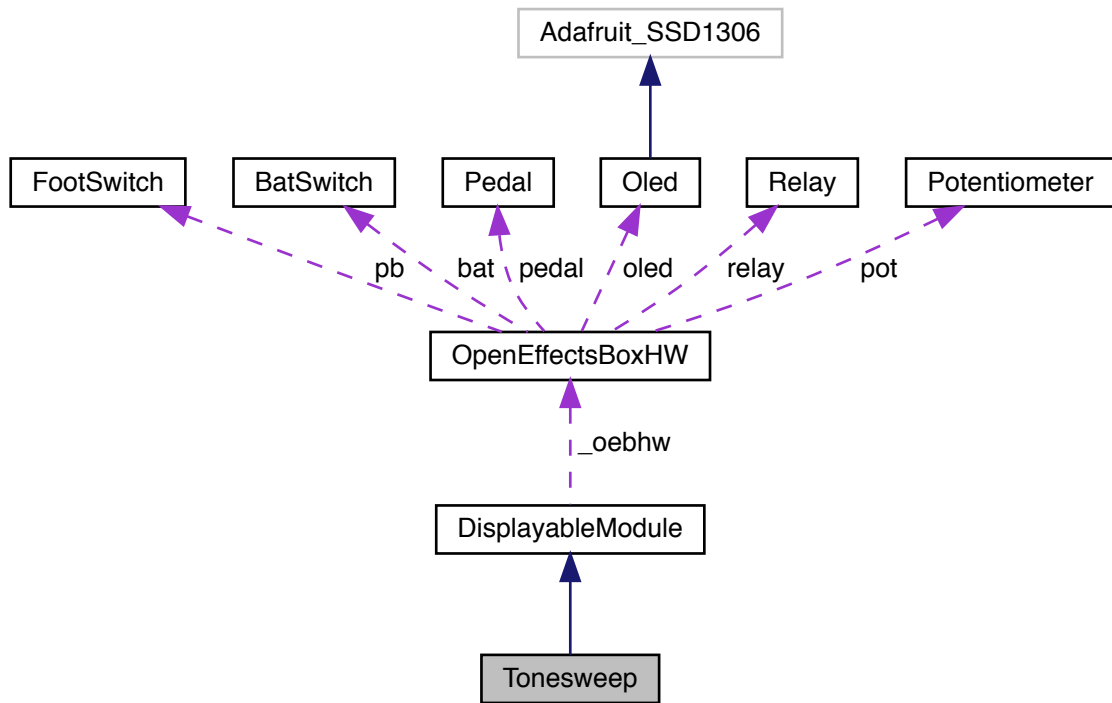 Adafruit_SSD1306
FootSwitch
BatSwitch
Pedal
Oled
Relay
Potentiometer
pb
bat
pedal
oled
relay
pot
OpenEffectsBoxHW
_oebhw
DisplayableModule
Tonesweep